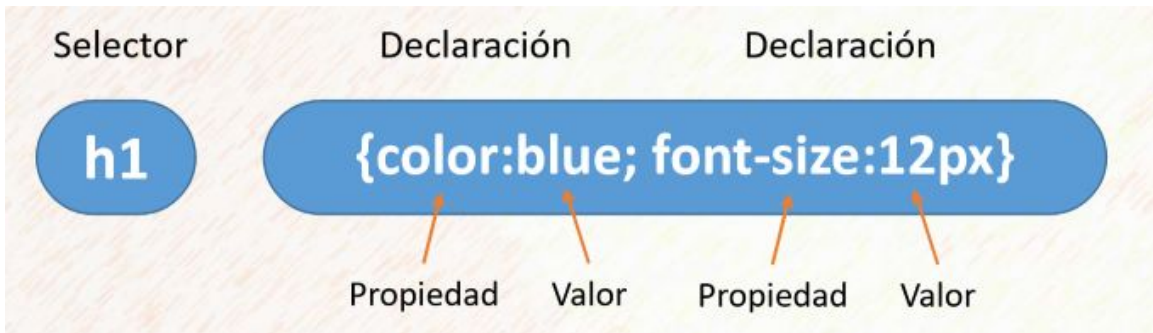 Selector Declaración Declaración
h1 {color:blue; font-size:12px}
Propiedad Valor Propiedad Valor